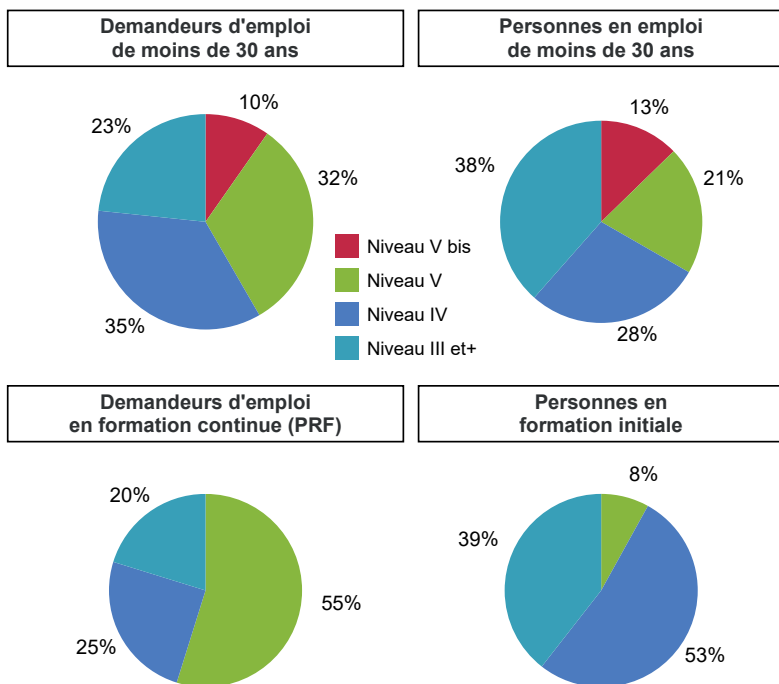 Demandeurs d'emploi
de moins de 30 ans
Personnes en emploi
de moins de 30 ans
10%
23%
32%
35%
13%
38%
21%
28%
Niveau V bis
Niveau V
Niveau IV
Niveau III et+
Demandeurs d'emploi
en formation continue (PRF)
Personnes en
formation initiale
20%
55%
25%
8%
39%
53%